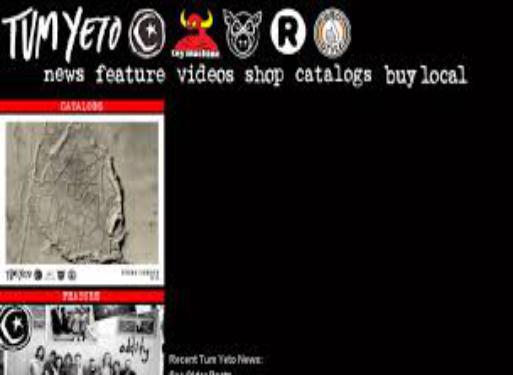 TUM YETO
toy machine
R
news feature videos shop catalogs buy local
CATALOGS
TUM YETO
FEATURE
oddity
Recent Tum Yeto News:
See Older Posts